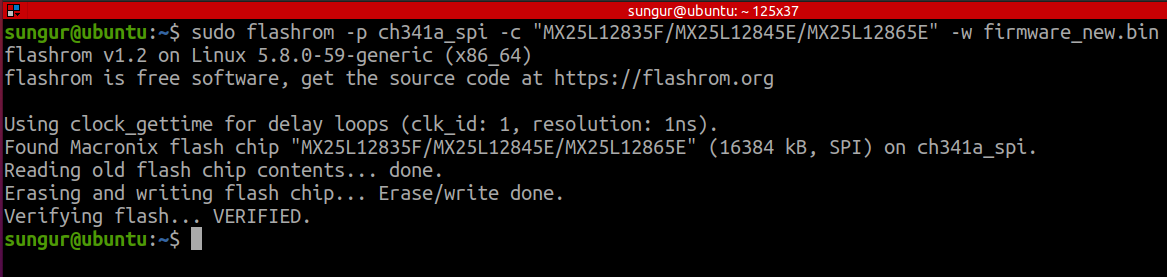 sungur@ubuntu: ~ 125x37
sungur@ubuntu:~$ sudo flashrom -p ch341a_spi -c "MX25L12835F/MX25L12845E/MX25L12865E" -w firmware_new.bin
flashrom v1.2 on Linux 5.8.0-59-generic (x86_64)
flashrom is free software, get the source code at https://flashrom.org
Using clock_gettime for delay loops (clk_id: 1, resolution: 1ns).
Found Macronix flash chip "MX25L12835F/MX25L12845E/MX25L12865E" (16384 kB, SPI) on ch341a_spi.
Reading old flash chip contents... done.
Erasing and writing flash chip... Erase/write done.
Verifying flash... VERIFIED.
sungur@ubuntu:~$